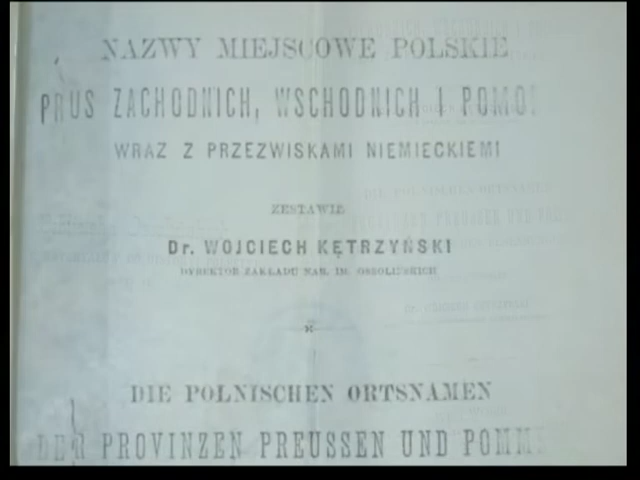 NAZWY MIEJSCOWE POLSKIE
PRUS ZACHODNICH, WSCHODNICH I POMO
WRAZ Z PRZEZWISKAMI NIEMIECKIEMI
ZESTAWIŁ
Dr. WOJCIECH KĘTRZYŃSKI
DYREKTOR ZAKŁADU NAR. IM. OSSOLIŃSKICH
DIE POLNISCHEN ORTSNAMEN
DER PROVINZEN PREUSSEN UND POMM